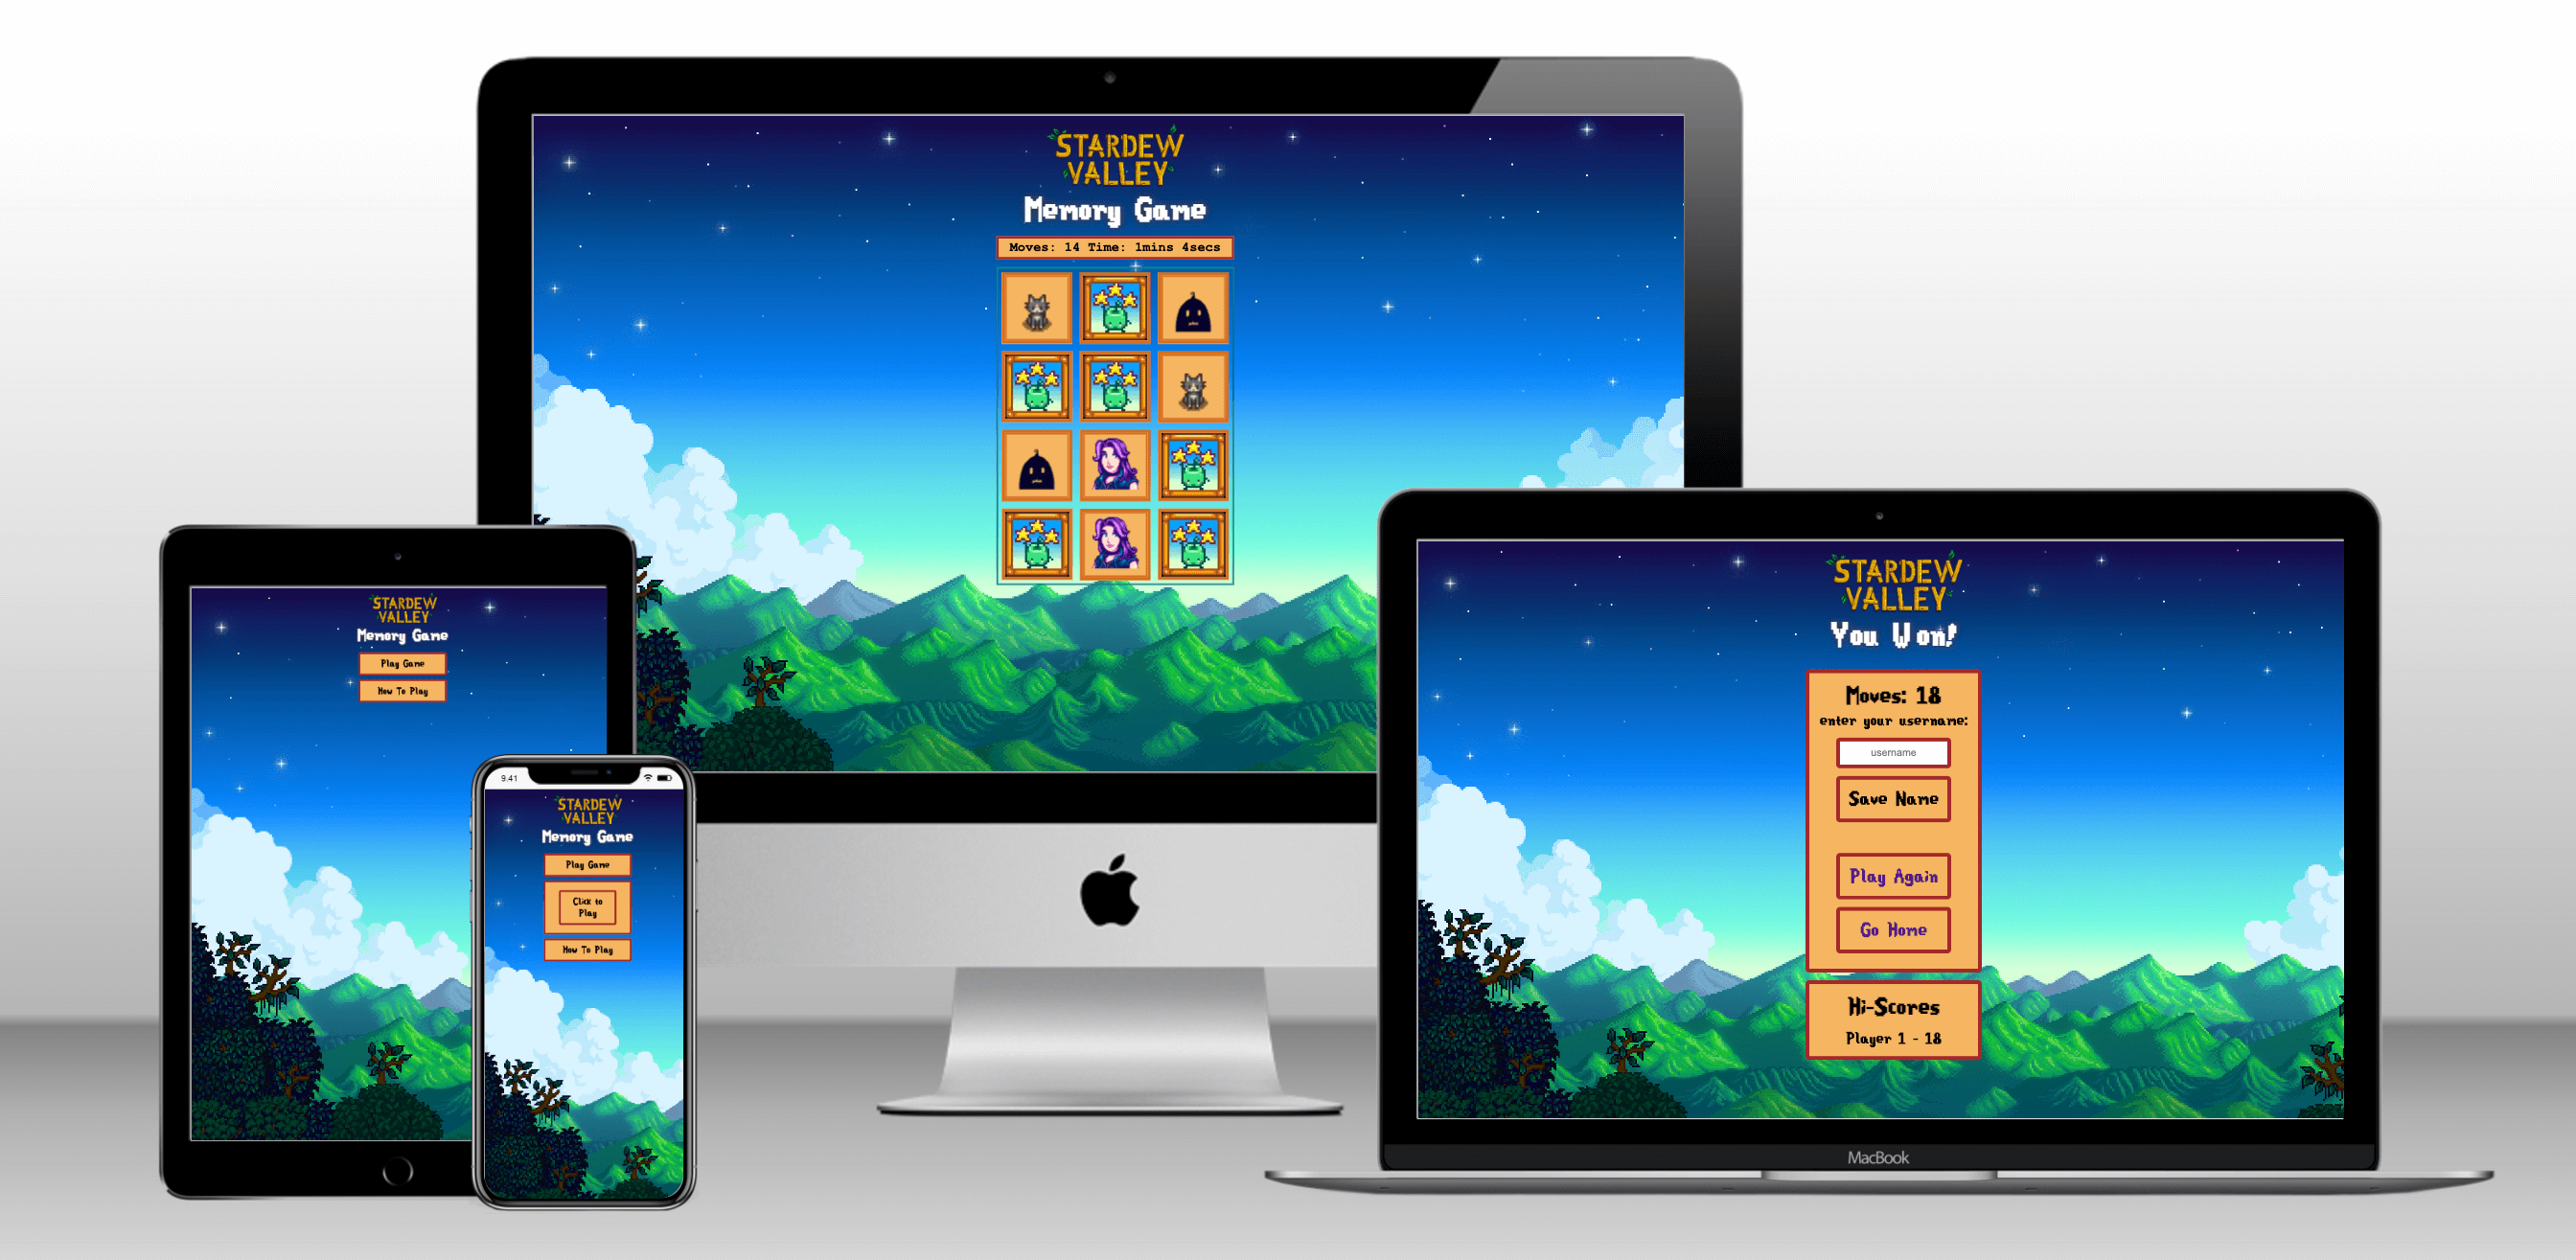 STARDEW
VALLEY
Memory Game
Moves: 14 Time: 1mins 4secs
STARDEW
VALLEY
Memory Game
Play Game
How To Play
9:41
STARDEW
VALLEY
Memory Game
Play Game
Click to
Play
How To Play
STARDEW
VALLEY
You Won!
Moves: 18
enter your username:
username
Save Name
Play Again
Go Home
Hi-Scores
Player 1 - 18
MacBook